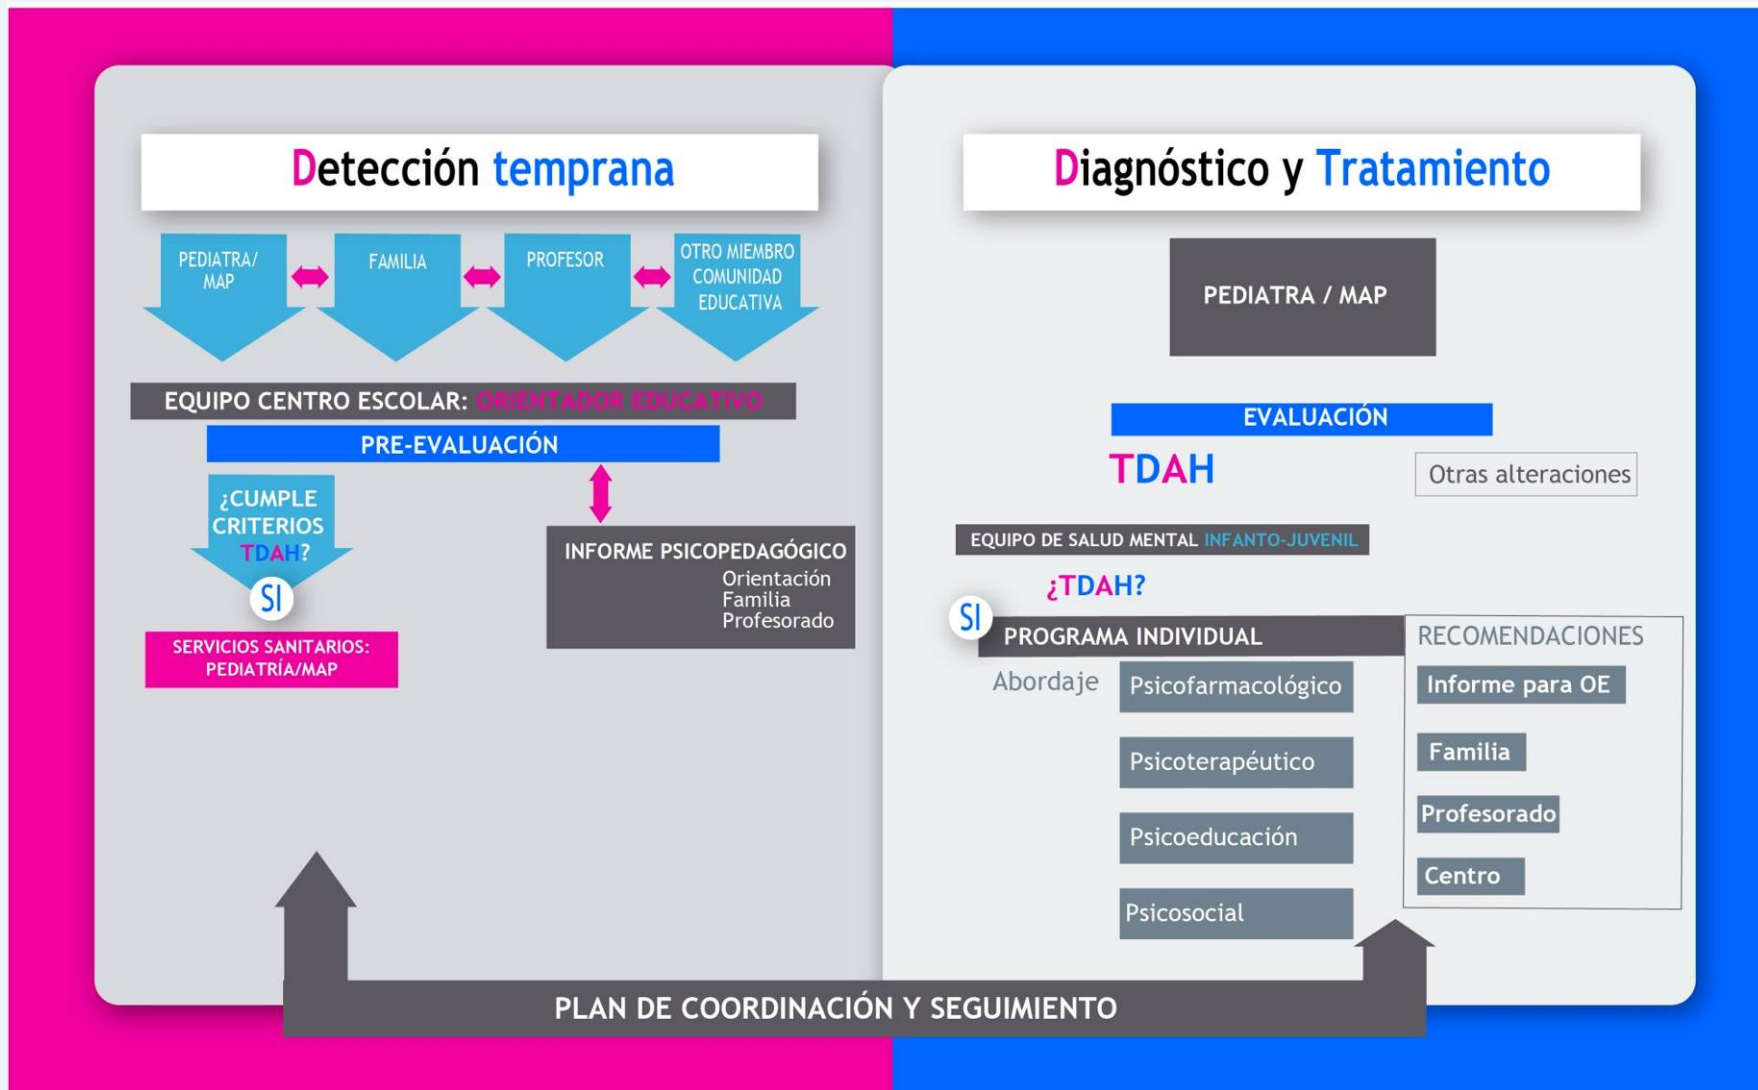 Detección temprana
PEDIATRA/
MAP
FAMILIA
PROFESOR
OTRO MIEMBRO
COMUNIDAD
EDUCATIVA
EQUIPO CENTRO ESCOLAR: ORIENTADOR EDUCATIVO
PRE-EVALUACIÓN
¿CUMPLE
CRITERIOS
TDAH?
SI
SERVICIOS SANITARIOS:
PEDIATRÍA/MAP
INFORME PSICOPEDAGÓGICO
Orientación
Familia
Profesorado
Diagnóstico y Tratamiento
PEDIATRA / MAP
EVALUACIÓN
TDAH
Otras alteraciones
EQUIPO DE SALUD MENTAL INFANTO-JUVENIL
¿TDAH?
SI
PROGRAMA INDIVIDUAL
Abordaje
Psicofarmacológico
Psicoterapéutico
Psicoeducación
Psicosocial
RECOMENDACIONES
Informe para OE
Familia
Profesorado
Centro
PLAN DE COORDINACIÓN Y SEGUIMIENTO